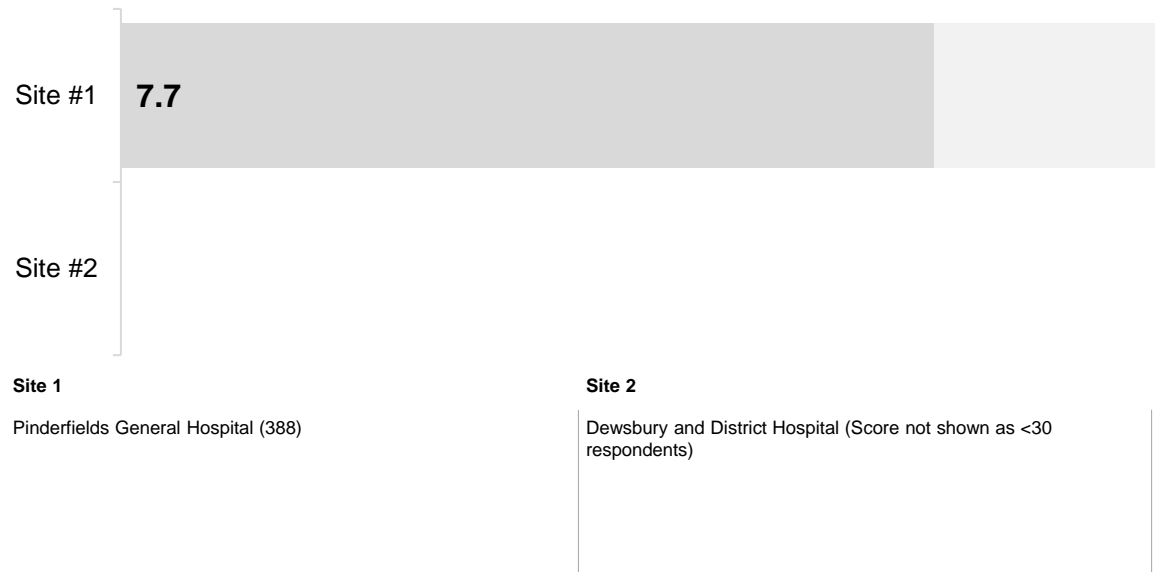 Site #1
7.7
Site #2
Site 1
Site 2
Pinderfields General Hospital (388)
Dewsbury and District Hospital (Score not shown as <30
respondents)